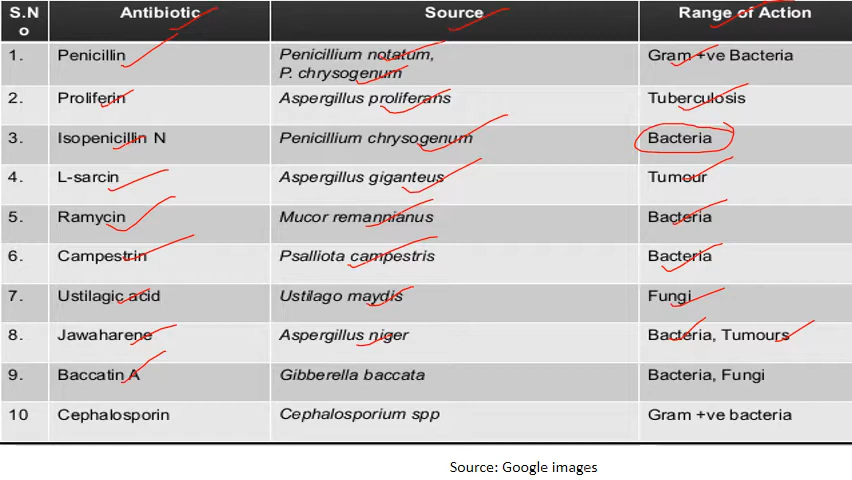 S.No Antibiotic Source Range of Action
1. Penicillin Penicillium notatum, Gram +ve Bacteria
P. chrysogenum
2. Proliferin Aspergillus proliferans Tuberculosis
3. Isopenicillin N Penicillium chrysogenum Bacteria
4. L-sarcin Aspergillus giganteus Tumour
5. Ramycin Mucor remannianus Bacteria
6. Campestrin Psalliota campestris Bacteria
7. Ustilagic acid Ustilago maydis Fungi
8. Jawaharene Aspergillus niger Bacteria, Tumours
9. Baccatin A Gibberella baccata Bacteria, Fungi
10 Cephalosporin Cephalosporium spp Gram +ve bacteria
Source: Google images